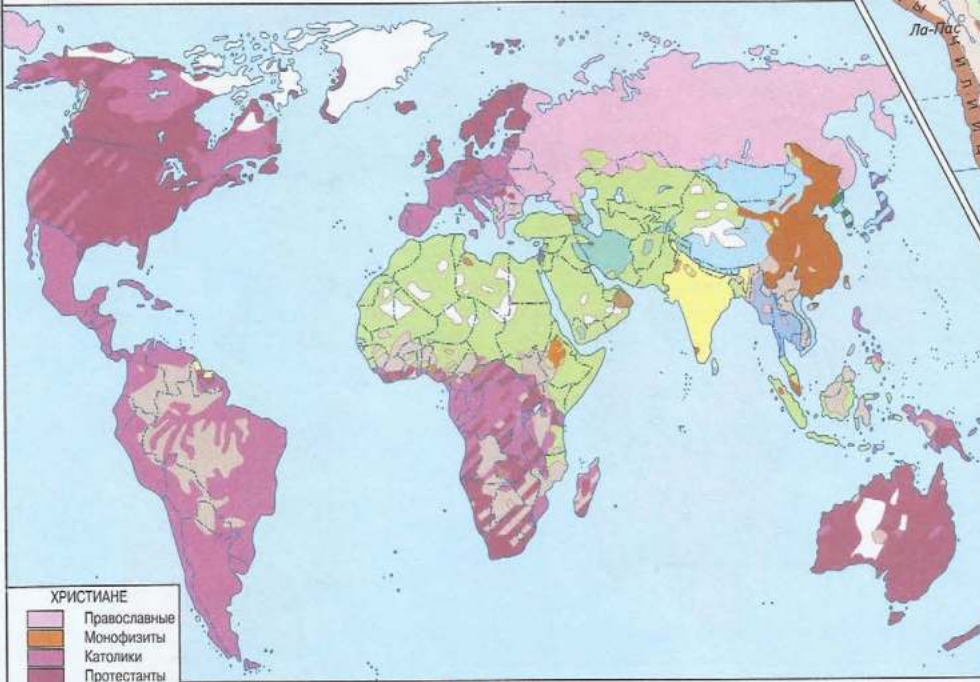 Ла-Пас
ХРИСТИАНЕ
Православные
Монофизиты
Католики
Протестанты